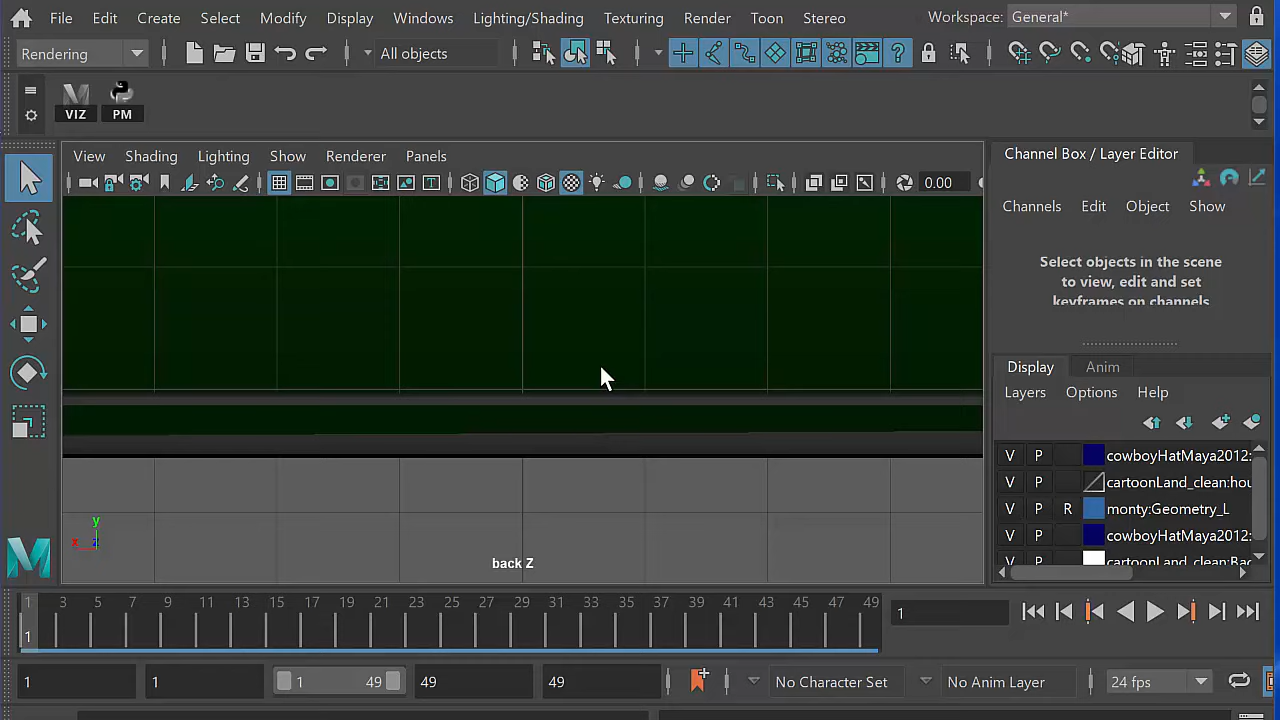 File Edit Create Select Modify Display Windows Lighting/Shading Texturing Render Toon Stereo Workspace: General*
Rendering All objects
VIZ PM
View Shading Lighting Show Renderer Panels
0.00
back Z
y
x z
Channel Box / Layer Editor
Channels Edit Object Show
Select objects in the scene
to view, edit and set
keyframes on channels
Display Anim
Layers Options Help
V P cowboyHatMaya2012:
V P cartoonLand_clean:hou
V P R monty:Geometry_L
V P cowboyHatMaya2012:
V P cartoonLand_clean:Bac
1 3 5 7 9 11 13 15 17 19 21 23 25 27 29 31 33 35 37 39 41 43 45 47 49
1
1
1 1 1 49 49 49 No Character Set No Anim Layer 24 fps